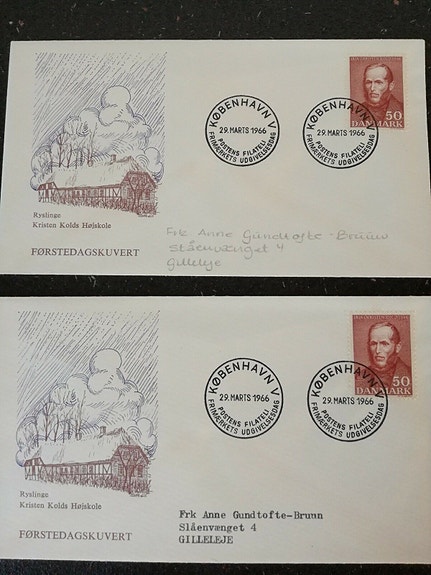 KØBENHAVN V
29. MARTS 1966
POSTENS FILATELI
FRIMÆRKETS UDGIVELSESDAG
KØBENHAVN V
29. MARTS 1966
POSTENS FILATELI
FRIMÆRKETS UDGIVELSESDAG
50
DANMARK
Ryslinge
Kristen Kolds Højskole
FØRSTEDAGSKUVERT
Frk Anne Gundtofte-Bruun
Slåenvænget 4
Gilleleje
KØBENHAVN V
29. MARTS 1966
POSTENS FILATELI
FRIMÆRKETS UDGIVELSESDAG
KØBENHAVN V
29. MARTS 1966
POSTENS FILATELI
FRIMÆRKETS UDGIVELSESDAG
50
DANMARK
Ryslinge
Kristen Kolds Højskole
FØRSTEDAGSKUVERT
Frk Anne Gundtofte-Bruun
Slåenvænget 4
GILLELEJE